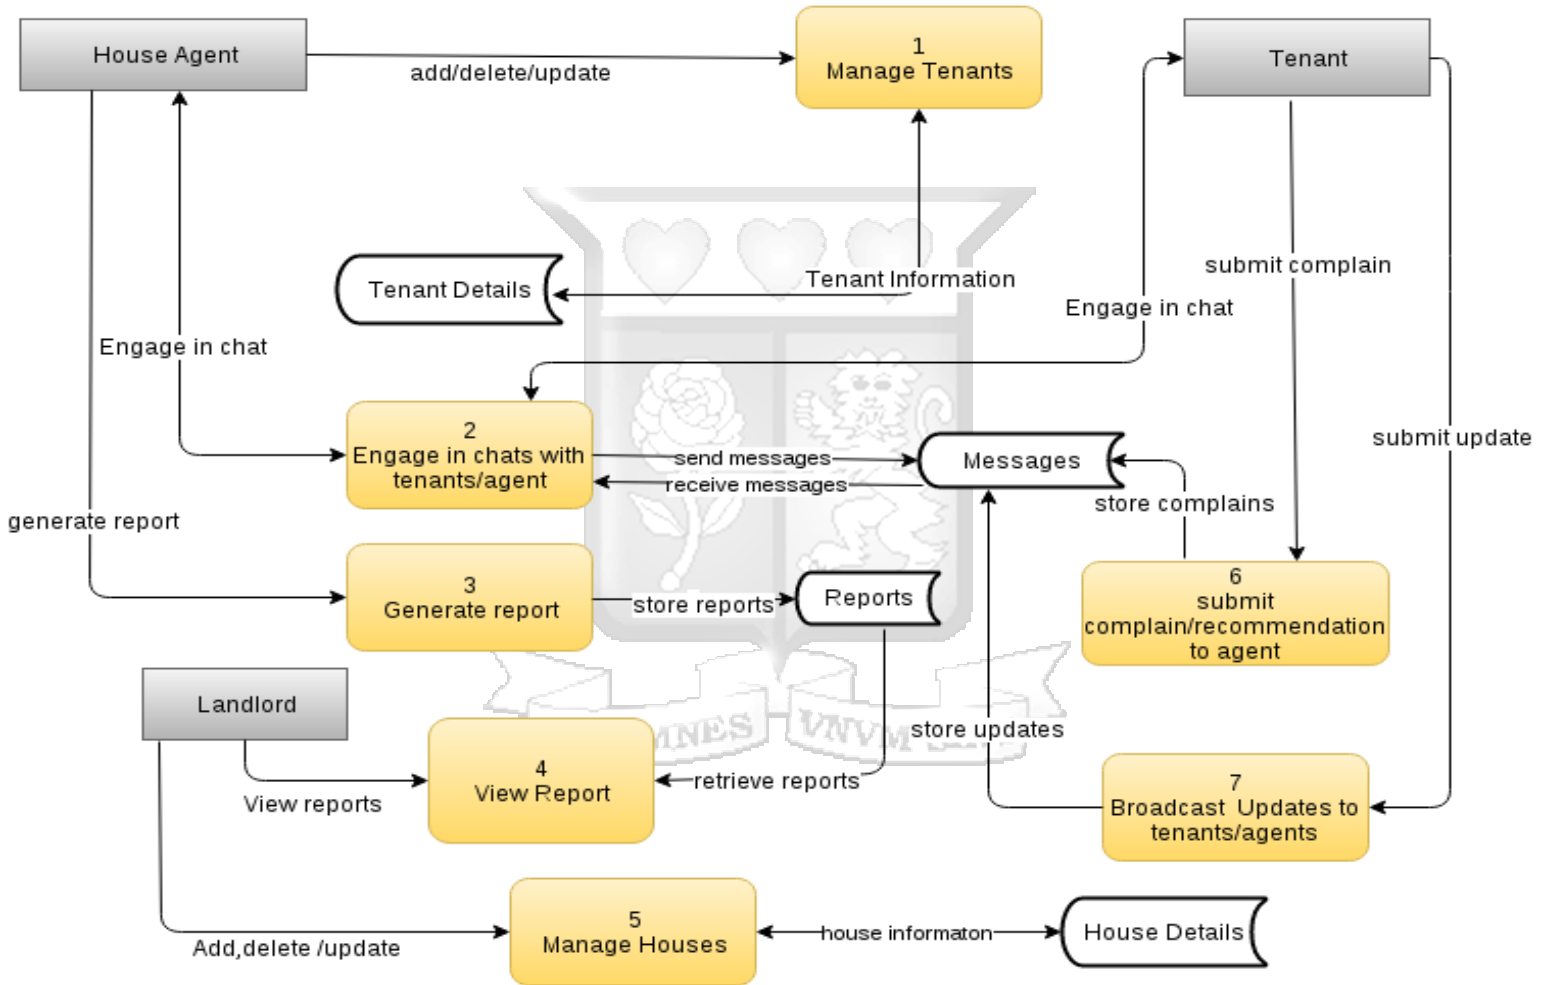 House Agent
add/delete/update
1
Manage Tenants
Tenant
Tenant Details
Tenant Information
submit complain
Engage in chat
Engage in chat
2
Engage in chats with
tenants/agent
send messages
receive messages
Messages
submit update
store complains
generate report
3
Generate report
store reports
Reports
6
submit
complain/recommendation
to agent
Landlord
View reports
4
View Report
retrieve reports
store updates
MNES
VNVM
7
Broadcast Updates to
tenants/agents
Add,delete /update
5
Manage Houses
house informaton
House Details